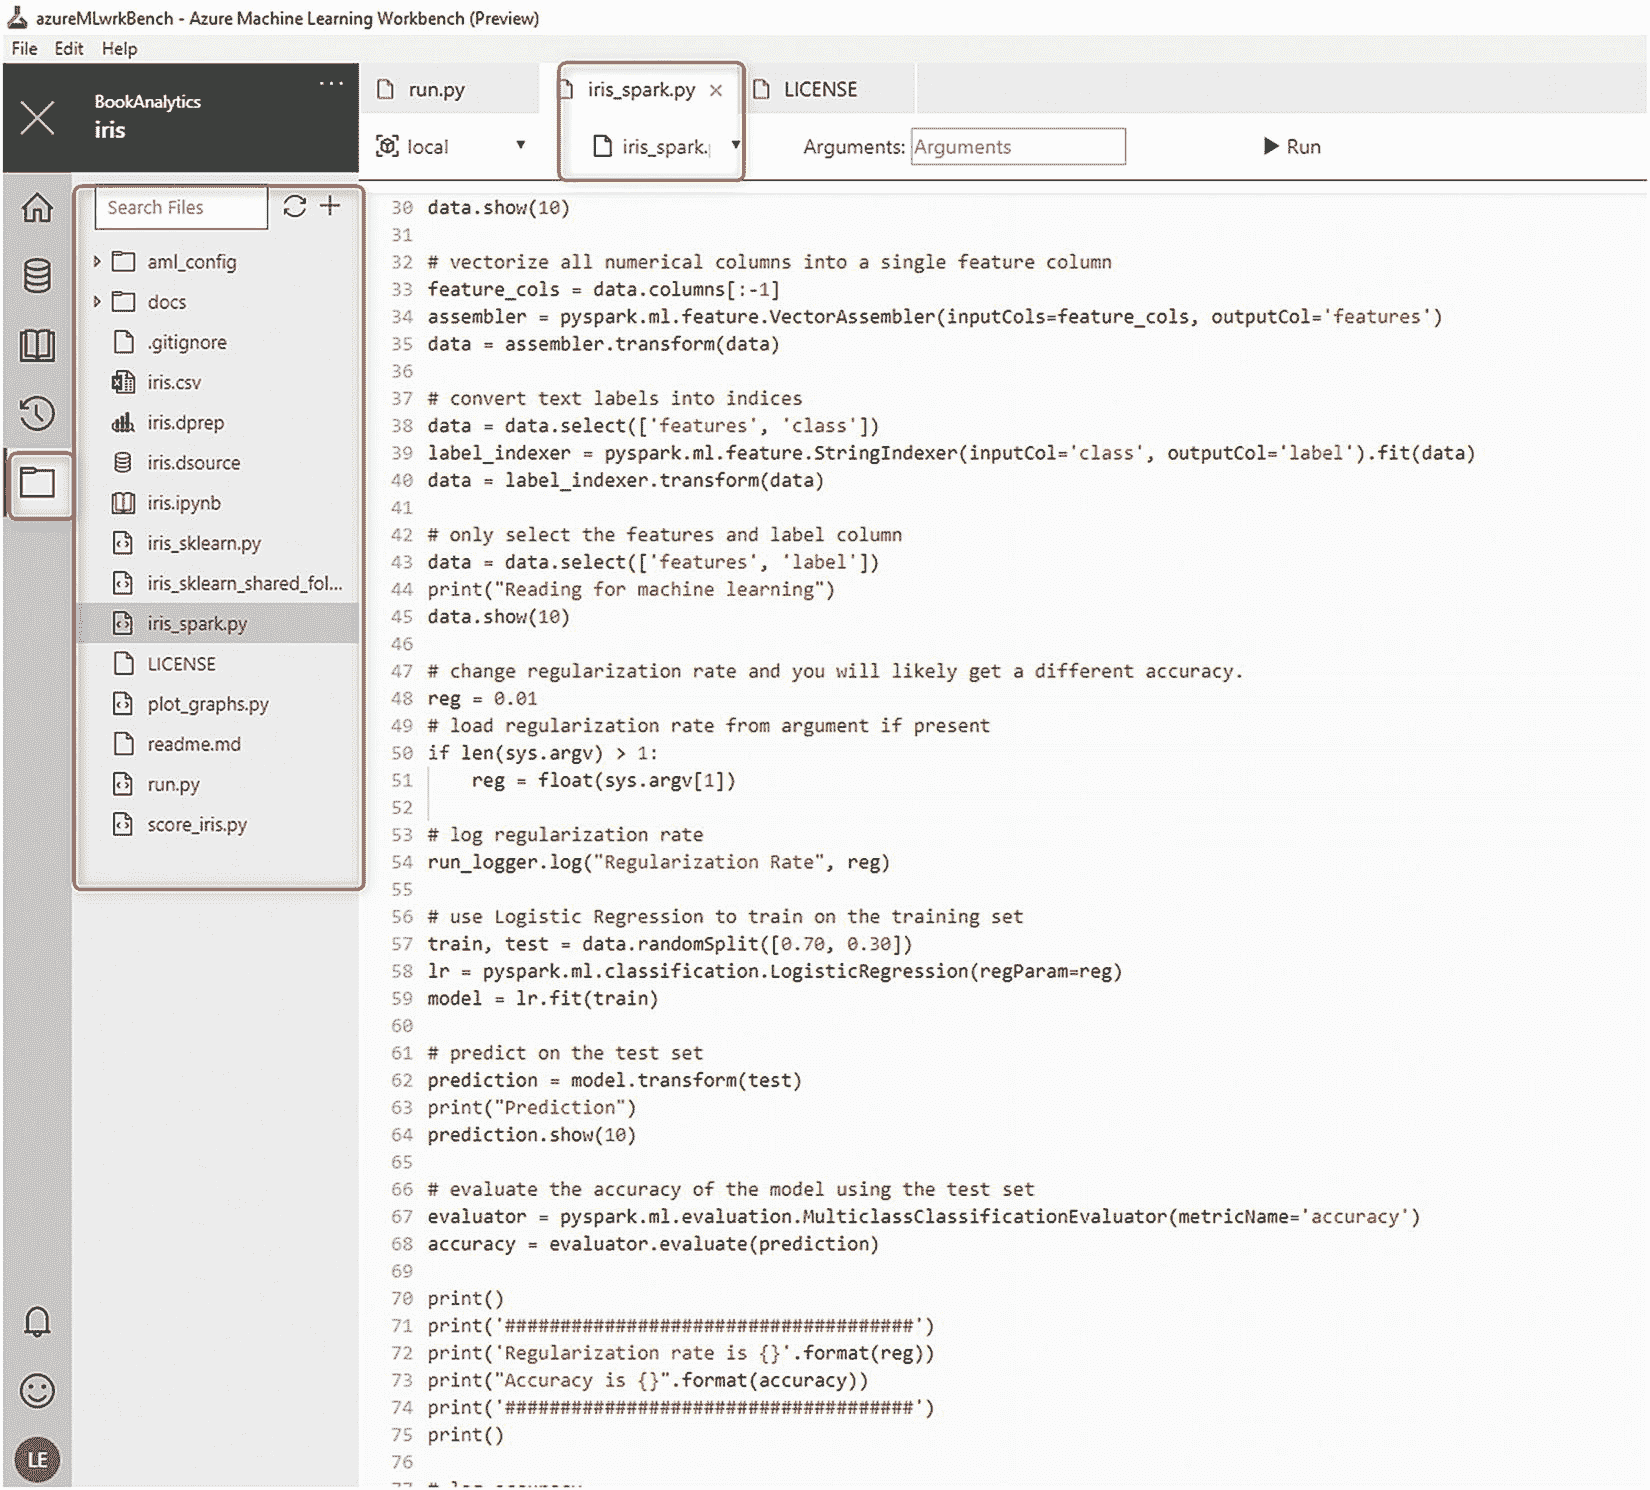 azureMLwrkBench - Azure Machine Learning Workbench (Preview)
File Edit Help
BookAnalytics
iris
...
run.py
iris_spark.py
LICENSE
local
iris_spark.
Arguments: Arguments
Run
Search Files
aml_config
docs
.gitignore
iris.csv
iris.dprep
iris.dsource
iris.ipynb
iris_sklearn.py
iris_sklearn_shared_fol...
iris_spark.py
LICENSE
plot_graphs.py
readme.md
run.py
score_iris.py
LE
30 data.show(10)
31
32 # vectorize all numerical columns into a single feature column
33 feature_cols = data.columns[:-1]
34 assembler = pyspark.ml.feature.VectorAssembler(inputCols=feature_cols, outputCol='features')
35 data = assembler.transform(data)
36
37 # convert text labels into indices
38 data = data.select(['features', 'class'])
39 label_indexer = pyspark.ml.feature.StringIndexer(inputCol='class', outputCol='label').fit(data)
40 data = label_indexer.transform(data)
41
42 # only select the features and label column
43 data = data.select(['features', 'label'])
44 print("Reading for machine learning")
45 data.show(10)
46
47 # change regularization rate and you will likely get a different accuracy.
48 reg = 0.01
49 # load regularization rate from argument if present
50 if len(sys.argv) > 1:
51     reg = float(sys.argv[1])
52
53 # log regularization rate
54 run_logger.log("Regularization Rate", reg)
55
56 # use Logistic Regression to train on the training set
57 train, test = data.randomSplit([0.70, 0.30])
58 lr = pyspark.ml.classification.LogisticRegression(regParam=reg)
59 model = lr.fit(train)
60
61 # predict on the test set
62 prediction = model.transform(test)
63 print("Prediction")
64 prediction.show(10)
65
66 # evaluate the accuracy of the model using the test set
67 evaluator = pyspark.ml.evaluation.MulticlassClassificationEvaluator(metricName='accuracy')
68 accuracy = evaluator.evaluate(prediction)
69
70 print()
71 print('#####################################')
72 print('Regularization rate is {}'.format(reg))
73 print("Accuracy is {}".format(accuracy))
74 print('#####################################')
75 print()
76